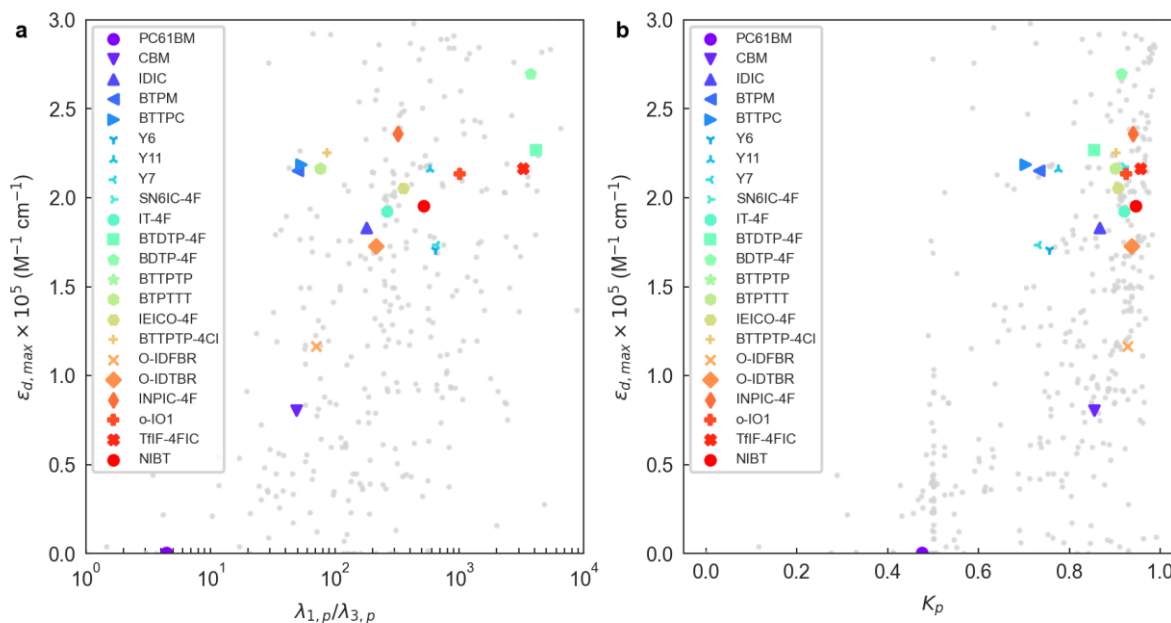 a
3.0
2.5
2.0
1.5
1.0
0.5
0.0
εd, max × 10⁵ (M⁻¹ cm⁻¹)
PC61BM
CBM
IDIC
BTPM
BTTPC
Y6
Y11
Y7
SN6IC-4F
IT-4F
BTDTP-4F
BDTP-4F
BTTPTP
BTPTTT
IEICO-4F
BTTPTP-4Cl
O-IDFBR
O-IDTBR
INPIC-4F
o-IO1
TfIF-4FIC
NIBT
10⁰ 10¹ 10² 10³ 10⁴
λ1,p/λ3,p
b
3.0
2.5
2.0
1.5
1.0
0.5
0.0
εd, max × 10⁵ (M⁻¹ cm⁻¹)
PC61BM
CBM
IDIC
BTPM
BTTPC
Y6
Y11
Y7
SN6IC-4F
IT-4F
BTDTP-4F
BDTP-4F
BTTPTP
BTPTTT
IEICO-4F
BTTPTP-4Cl
O-IDFBR
O-IDTBR
INPIC-4F
o-IO1
TfIF-4FIC
NIBT
0.0 0.2 0.4 0.6 0.8 1.0
Kp